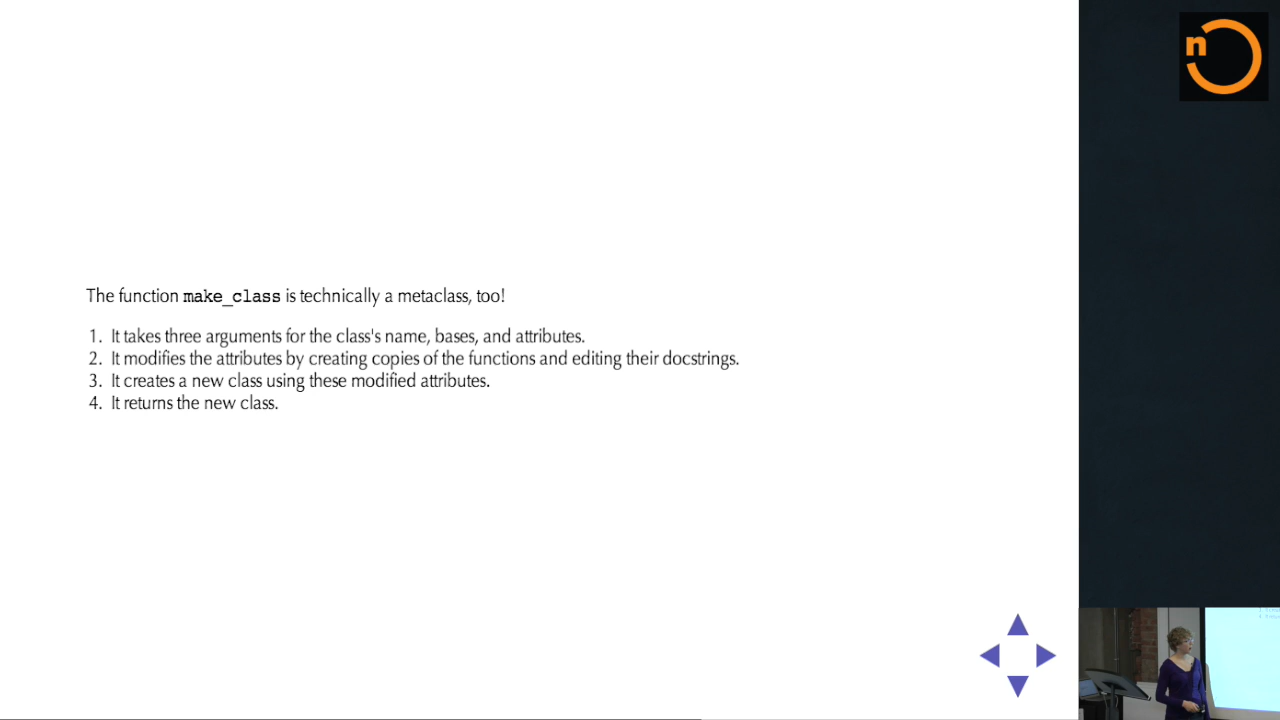 n
The function make_class is technically a metaclass, too!
1. It takes three arguments for the class's name, bases, and attributes.
2. It modifies the attributes by creating copies of the functions and editing their docstrings.
3. It creates a new class using these modified attributes.
4. It returns the new class.